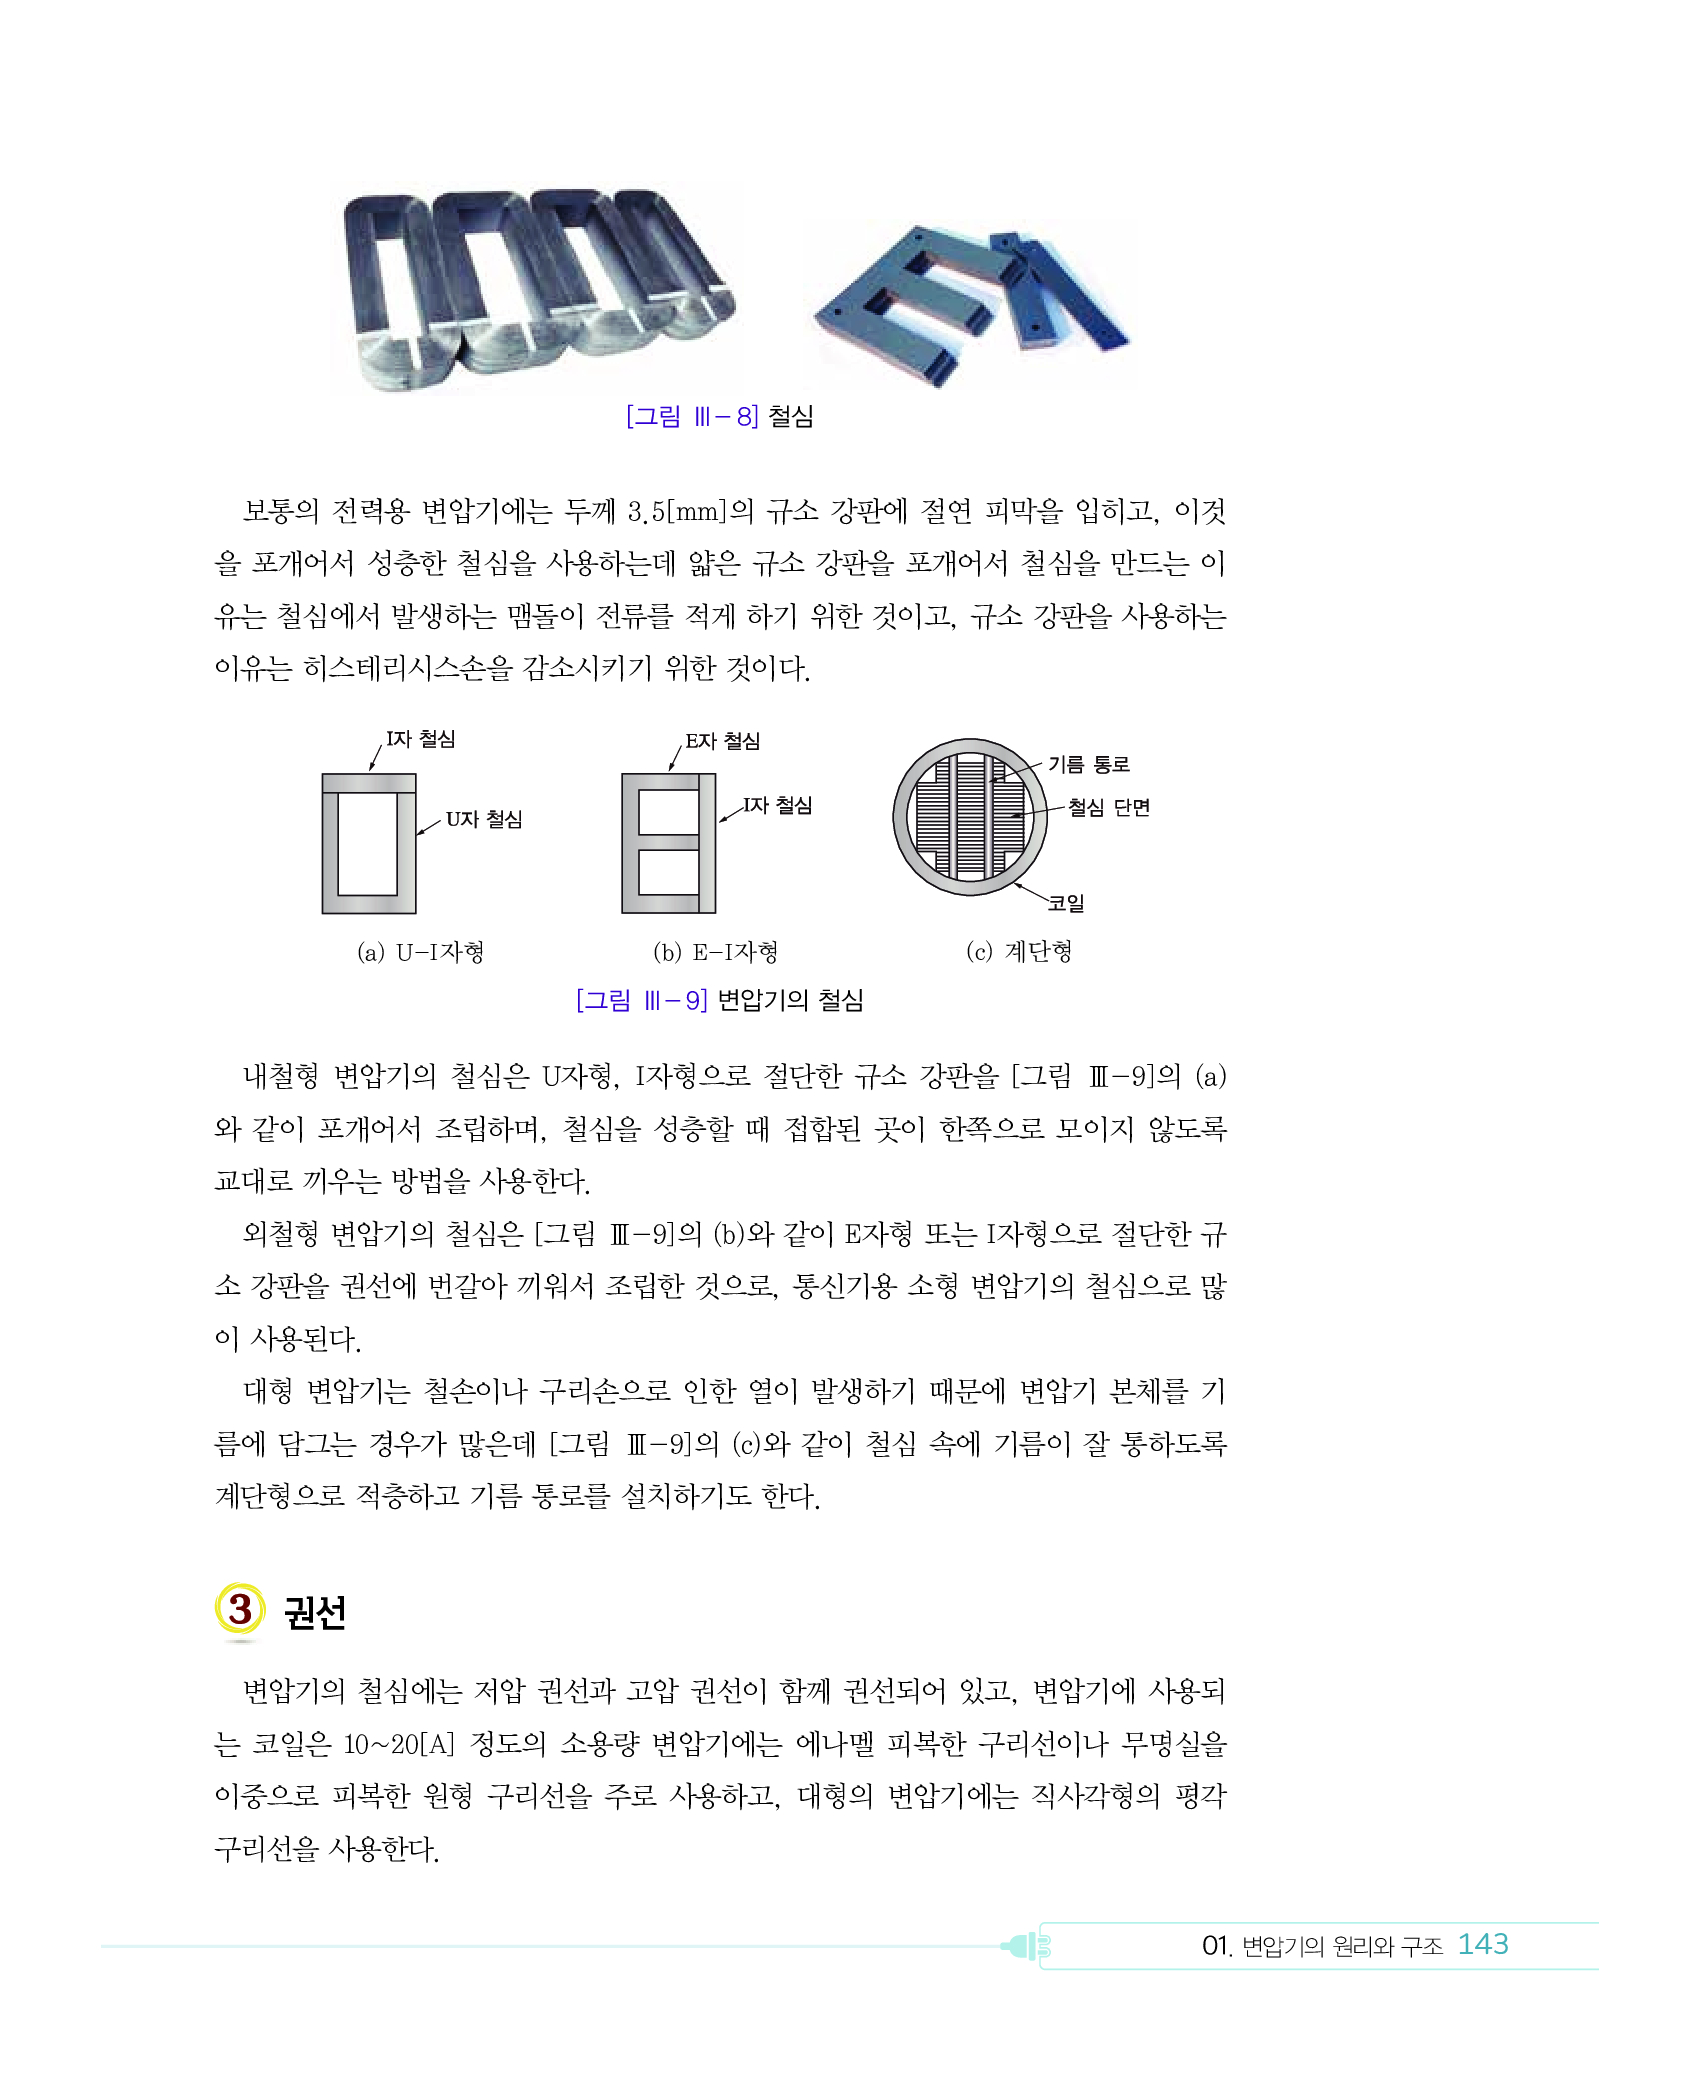 [그림 Ⅲ-8] 철심
보통의 전력용 변압기에는 두께 3.5[mm]의 규소 강판에 절연 피막을 입히고, 이것
을 포개어서 성층한 철심을 사용하는데 얇은 규소 강판을 포개어서 철심을 만드는 이
유는 철심에서 발생하는 맴돌이 전류를 적게 하기 위한 것이고, 규소 강판을 사용하는
이유는 히스테리시스손을 감소시키기 위한 것이다.
I자 철심
U자 철심
(a) U-I자형
E자 철심
I자 철심
(b) E-I자형
기름 통로
철심 단면
코일
(c) 계단형
[그림 Ⅲ-9] 변압기의 철심
내철형 변압기의 철심은 U자형, I자형으로 절단한 규소 강판을 [그림 Ⅲ-9]의 (a)
와 같이 포개어서 조립하며, 철심을 성층할 때 접합된 곳이 한쪽으로 모이지 않도록
교대로 끼우는 방법을 사용한다.
외철형 변압기의 철심은 [그림 Ⅲ-9]의 (b)와 같이 E자형 또는 I자형으로 절단한 규
소 강판을 권선에 번갈아 끼워서 조립한 것으로, 통신기용 소형 변압기의 철심으로 많
이 사용된다.
대형 변압기는 철손이나 구리손으로 인한 열이 발생하기 때문에 변압기 본체를 기
름에 담그는 경우가 많은데 [그림 Ⅲ-9]의 (c)와 같이 철심 속에 기름이 잘 통하도록
계단형으로 적층하고 기름 통로를 설치하기도 한다.
3 권선
변압기의 철심에는 저압 권선과 고압 권선이 함께 권선되어 있고, 변압기에 사용되
는 코일은 10~20[A] 정도의 소용량 변압기에는 에나멜 피복한 구리선이나 무명실을
이중으로 피복한 원형 구리선을 주로 사용하고, 대형의 변압기에는 직사각형의 평각
구리선을 사용한다.
01. 변압기의 원리와 구조 143